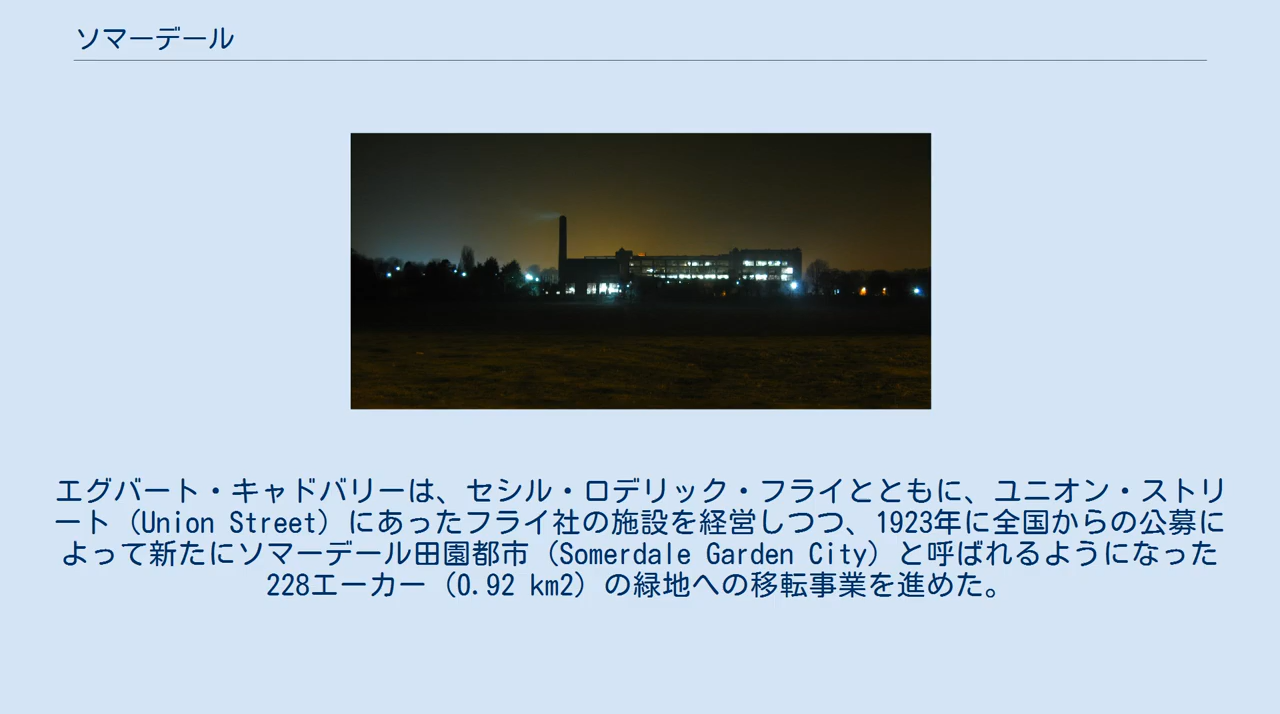 ソマーデール
エグバート・キャドバリーは、セシル・ロデリック・フライとともに、ユニオン・ストリ
ート（Union Street）にあったフライ社の施設を経営しつつ、1923年に全国からの公募に
よって新たにソマーデール田園都市（Somerdale Garden City）と呼ばれるようになった
228エーカー（0.92 km2）の緑地への移転事業を進めた。